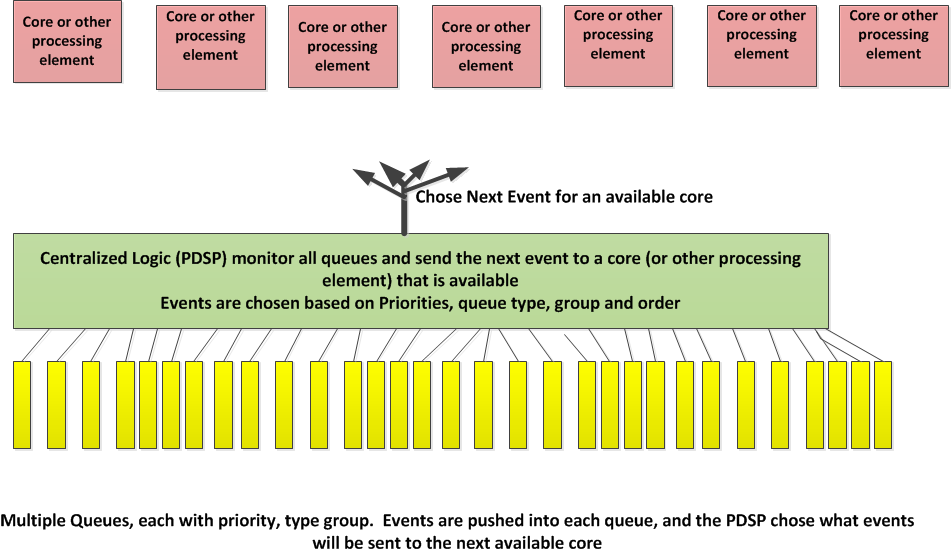 Core or other
processing
element
Core or other
processing
element
Core or other
processing
element
Core or other
processing
element
Core or other
processing
element
Core or other
processing
element
Core or other
processing
element
Chose Next Event for an available core
Centralized Logic (PDSP) monitor all queues and send the next event to a core (or other processing
element) that is available
Events are chosen based on Priorities, queue type, group and order
Multiple Queues, each with priority, type group.  Events are pushed into each queue, and the PDSP chose what events
will be sent to the next available core